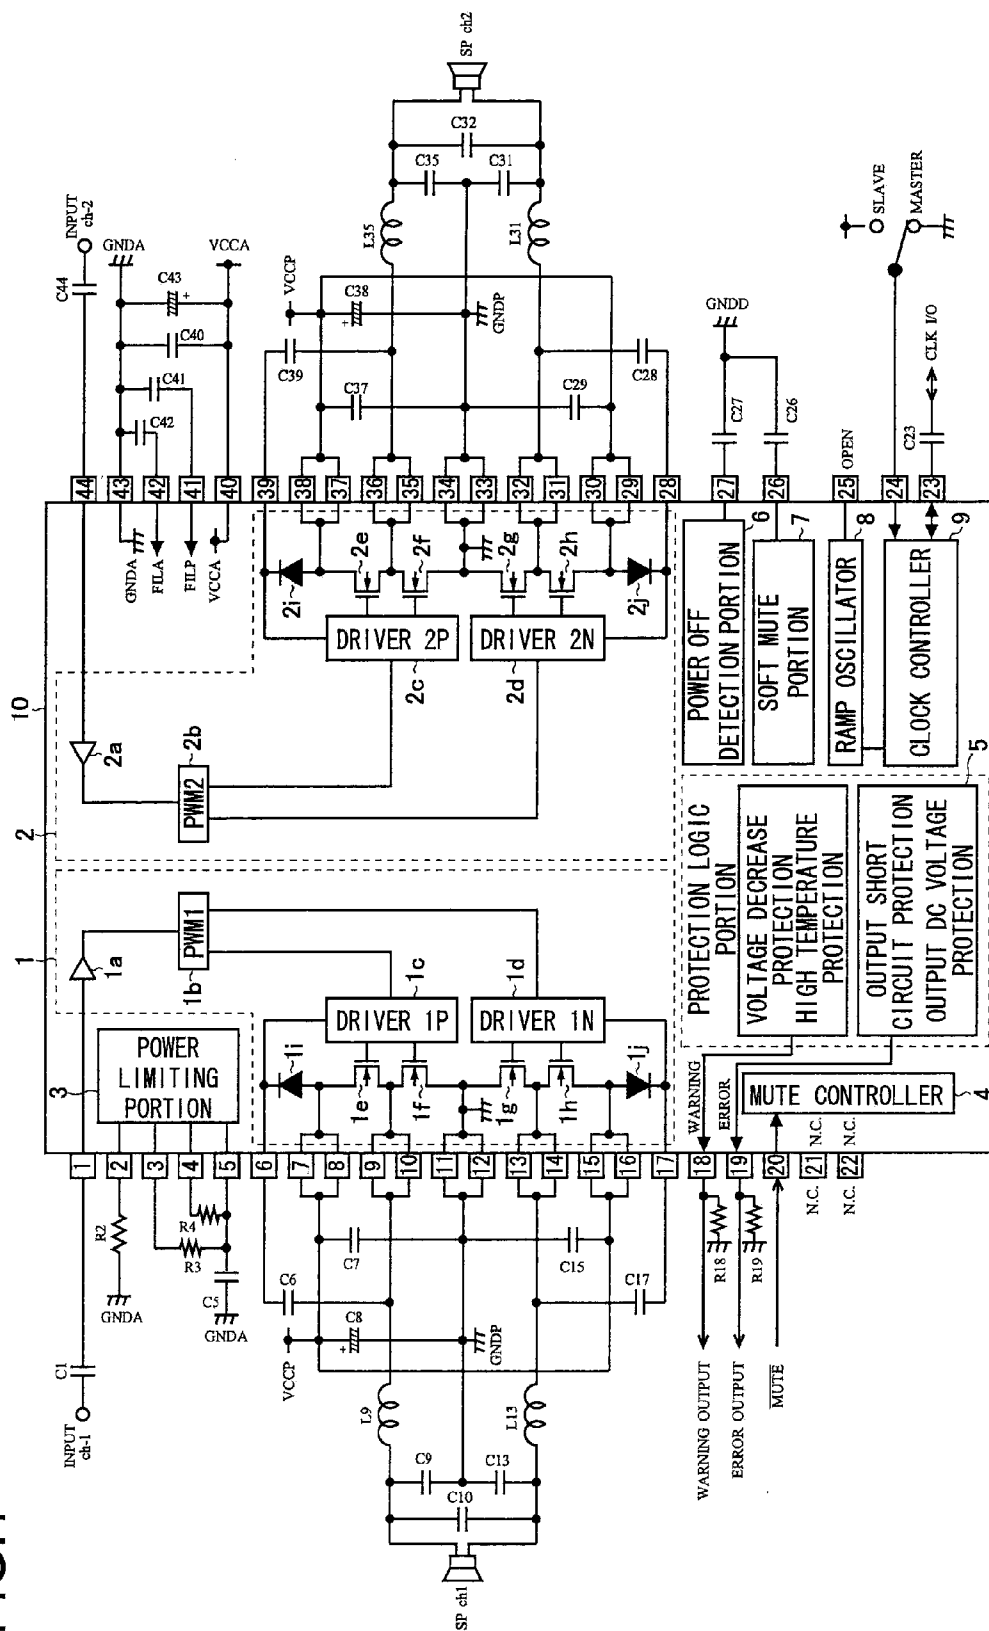 INPUT
ch-1
C1
R2
GNDA
R3
R4
C5
GNDA
C6
VCCP
C8
+
C7
GNDP
C15
C17
L9
L13
C9
C10
C13
SP ch1
WARNING OUTPUT
ERROR OUTPUT
MUTE
R18
R19
N.C.
N.C.
1
2
3
4
5
6
7
8
9
10
11
12
13
14
15
16
17
18
19
20
21
22
WARNING
ERROR
N.C.
N.C.
3
POWER
LIMITING
PORTION
1
1a
1b
PWM1
1c
DRIVER 1P
1d
DRIVER 1N
1e
1f
1g
1h
1i
1j
MUTE CONTROLLER
4
PROTECTION LOGIC
PORTION
VOLTAGE DECREASE
PROTECTION
HIGH TEMPERATURE
PROTECTION
OUTPUT SHORT
CIRCUIT PROTECTION
OUTPUT DC VOLTAGE
PROTECTION
5
10
2
2a
2b
PWM2
2c
DRIVER 2P
2d
DRIVER 2N
2e
2f
2g
2h
2i
2j
POWER OFF
DETECTION PORTION
6
SOFT MUTE
PORTION
7
RAMP OSCILLATOR
8
CLOCK CONTROLLER
9
GNDA
FILA
FILP
VCCA
44
43
42
41
40
39
38
37
36
35
34
33
32
31
30
29
28
27
26
25
24
23
C44
INPUT
ch-2
GNDA
C42
C41
C40
C43
+
VCCA
C39
VCCP
C38
+
C37
GNDP
C29
C28
L35
L31
C35
C32
C31
SP ch2
C27
C26
GNDD
OPEN
C23
CLK I/O
SLAVE
MASTER